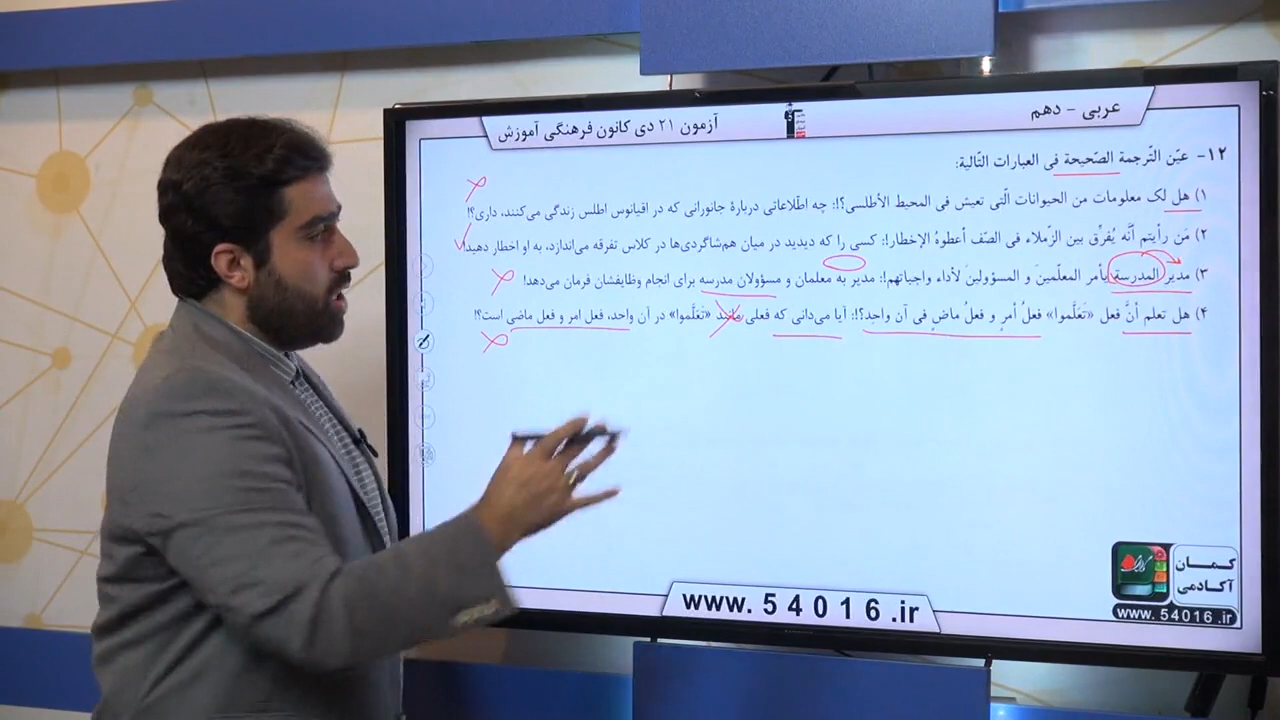 عربی - دهم
آزمون ۲۱ دی کانون فرهنگی آموزش
۱۲- عیّن التّرجمة الصّحیحة فی العبارات التّالیة:
۱) هل لک معلومات من الحیوانات الّتی تعیش فی المحیط الأطلسی؟!: چه اطّلاعاتی دربارهٔ جانورانی که در اقیانوس اطلس زندگی می‌کنند، داری؟!
۲) مَن رأیتم أنّه یُفرِّق بین الزّملاء فی الصّف أعطوهُ الإخطار!: کسی را که دیدید در میان هم‌شاگردی‌ها در کلاس تفرقه می‌اندازد، به او اخطار دهید!
۳) مدیر المدرسة یأمر المعلّمینَ و المسؤولینَ لأداء واجباتهم!: مدیر به معلمان و مسؤولان مدرسه برای انجام وظایفشان فرمان می‌دهد!
۴) هل تعلم أنَّ فعل «تَعَلَّموا» فعلُ أمرٍ و فعلُ ماضٍ فی آن واحِد؟!: آیا می‌دانی که فعلی مانند «تَعَلَّموا» در آن واحد، فعل امر و فعل ماضی است؟!
کمان
آکادمی
www. 54016 .ir
www. 54016 .ir